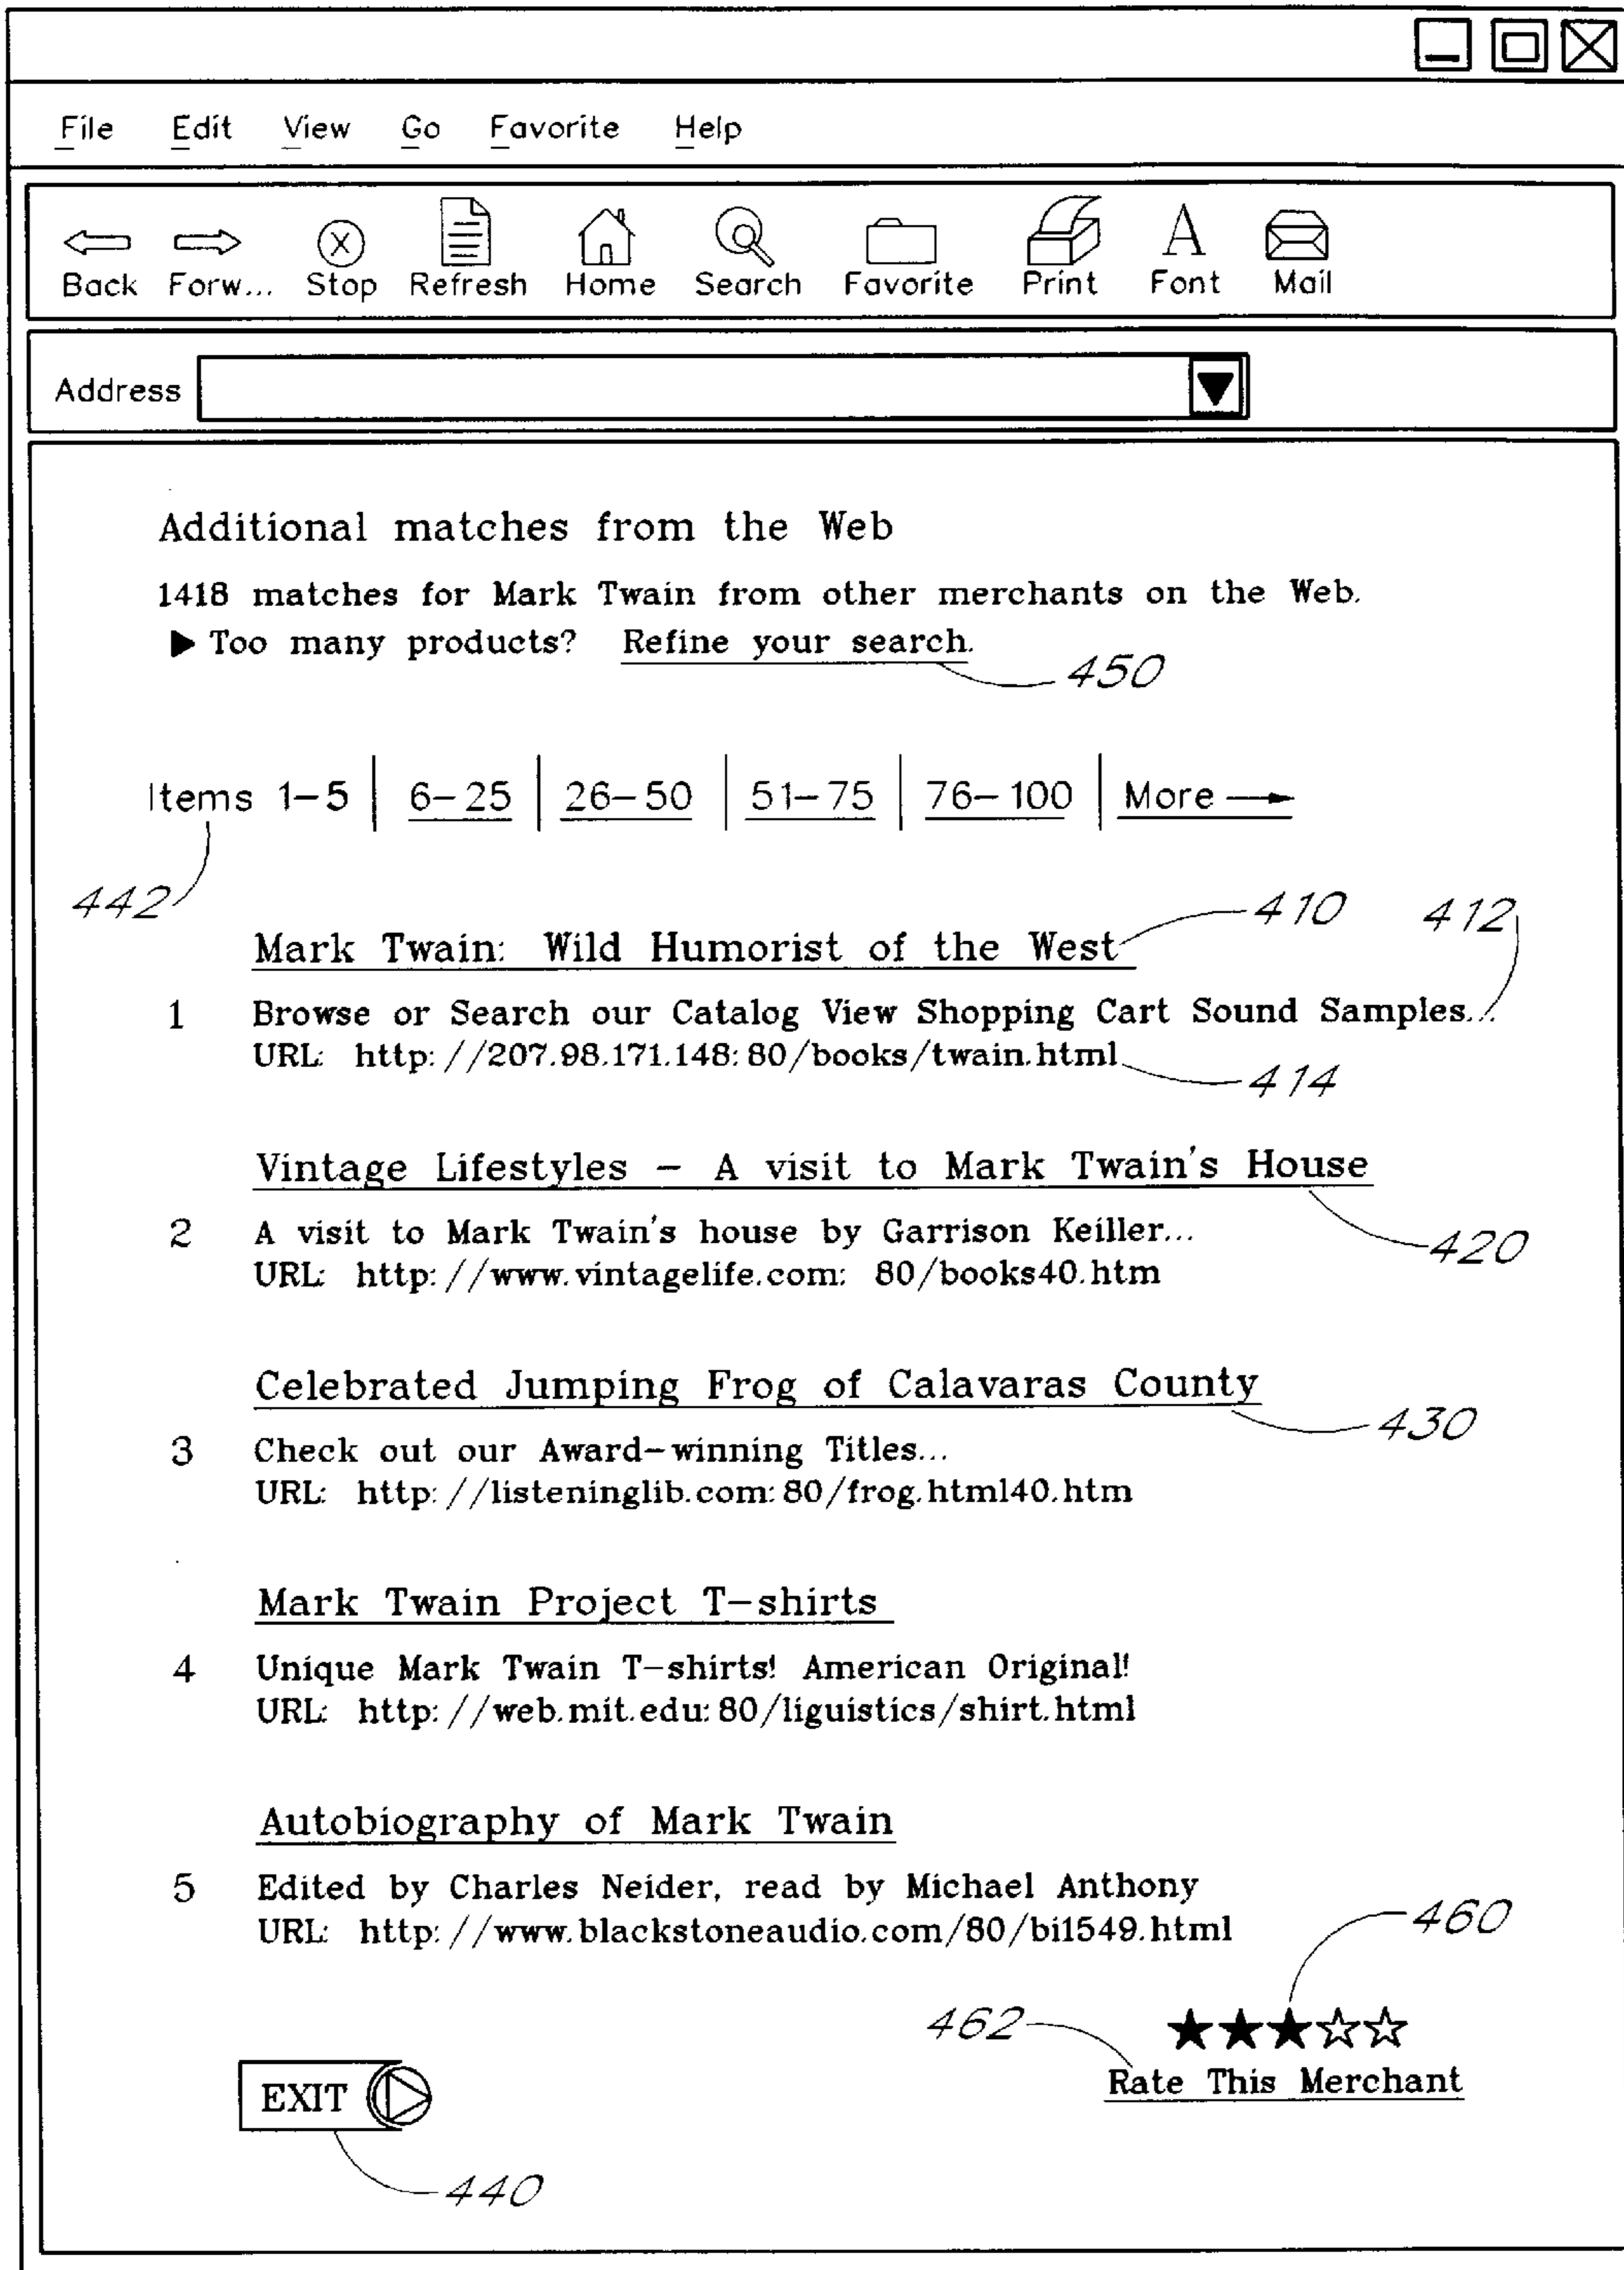 File Edit View Go Favorite Help
Back Forw... Stop Refresh Home Search Favorite Print Font Mail
Address
Additional matches from the Web
1418 matches for Mark Twain from other merchants on the Web.
▶ Too many products? Refine your search.
450
Items 1-5 | 6-25 | 26-50 | 51-75 | 76-100 | More →
442
410
412
Mark Twain: Wild Humorist of the West
1 Browse or Search our Catalog View Shopping Cart Sound Samples...
URL: http://207.98.171.148:80/books/twain.html
414
Vintage Lifestyles - A visit to Mark Twain's House
2 A visit to Mark Twain's house by Garrison Keiller...
420
URL: http://www.vintagelife.com: 80/books40.htm
Celebrated Jumping Frog of Calavaras County
430
3 Check out our Award-winning Titles...
URL: http://listeninglib.com:80/frog.html40.htm
Mark Twain Project T-shirts
4 Unique Mark Twain T-shirts! American Original!
URL: http://web.mit.edu:80/liguistics/shirt.html
Autobiography of Mark Twain
5 Edited by Charles Neider, read by Michael Anthony
URL: http://www.blackstoneaudio.com/80/bi1549.html
460
462
★★★☆☆
Rate This Merchant
EXIT
440